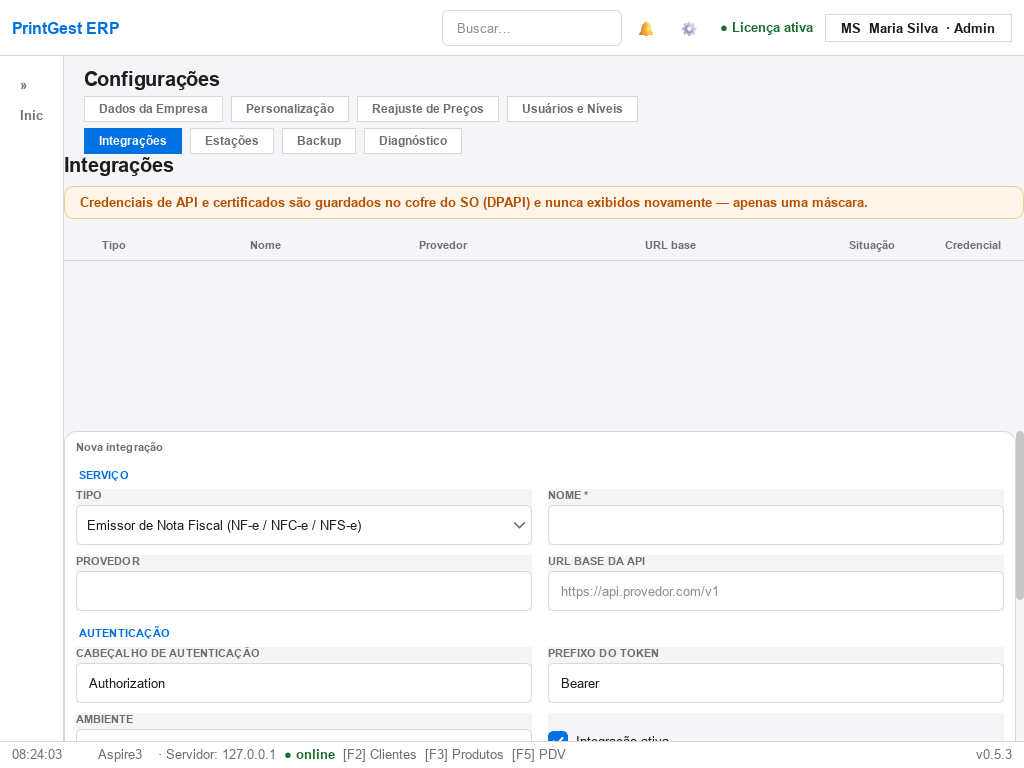 PrintGest ERP
Buscar…
● Licença ativa
MS Maria Silva · Admin
»
Iníc
Configurações
Dados da Empresa
Personalização
Reajuste de Preços
Usuários e Níveis
Integrações
Estações
Backup
Diagnóstico
Integrações
Credenciais de API e certificados são guardados no cofre do SO (DPAPI) e nunca exibidos novamente — apenas uma máscara.
Tipo Nome Provedor URL base Situação Credencial
Nova integração
SERVIÇO
TIPO
Emissor de Nota Fiscal (NF-e / NFC-e / NFS-e)
NOME *
PROVEDOR
URL BASE DA API
https://api.provedor.com/v1
AUTENTICAÇÃO
CABEÇALHO DE AUTENTICAÇÃO
Authorization
PREFIXO DO TOKEN
Bearer
AMBIENTE
Integração ativa
08:24:03 Aspire3 · Servidor: 127.0.0.1 ● online [F2] Clientes [F3] Produtos [F5] PDV v0.5.3